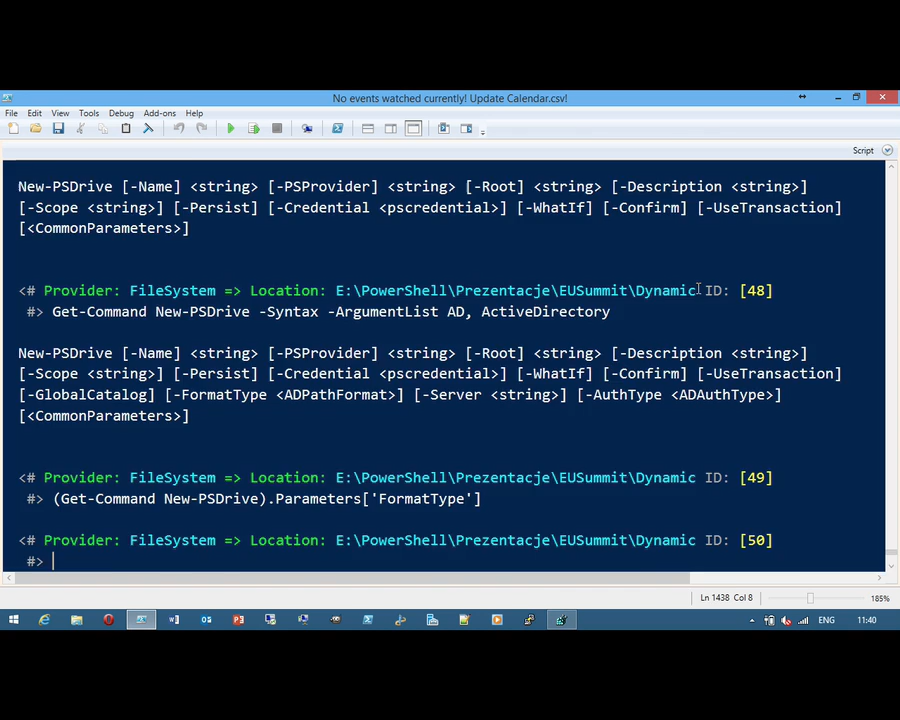 No events watched currently! Update Calendar.csv!
File Edit View Tools Debug Add-ons Help
Script
New-PSDrive [-Name] <string> [-PSProvider] <string> [-Root] <string> [-Description <string>]
[-Scope <string>] [-Persist] [-Credential <pscredential>] [-WhatIf] [-Confirm] [-UseTransaction]
[<CommonParameters>]
<# Provider: FileSystem => Location: E:\PowerShell\Prezentacje\EUSummit\Dynamic ID: [48]
#> Get-Command New-PSDrive -Syntax -ArgumentList AD, ActiveDirectory
New-PSDrive [-Name] <string> [-PSProvider] <string> [-Root] <string> [-Description <string>]
[-Scope <string>] [-Persist] [-Credential <pscredential>] [-WhatIf] [-Confirm] [-UseTransaction]
[-GlobalCatalog] [-FormatType <ADPathFormat>] [-Server <string>] [-AuthType <ADAuthType>]
[<CommonParameters>]
<# Provider: FileSystem => Location: E:\PowerShell\Prezentacje\EUSummit\Dynamic ID: [49]
#> (Get-Command New-PSDrive).Parameters['FormatType']
<# Provider: FileSystem => Location: E:\PowerShell\Prezentacje\EUSummit\Dynamic ID: [50]
#>
Ln 1438 Col 8 185%
ENG 11:40